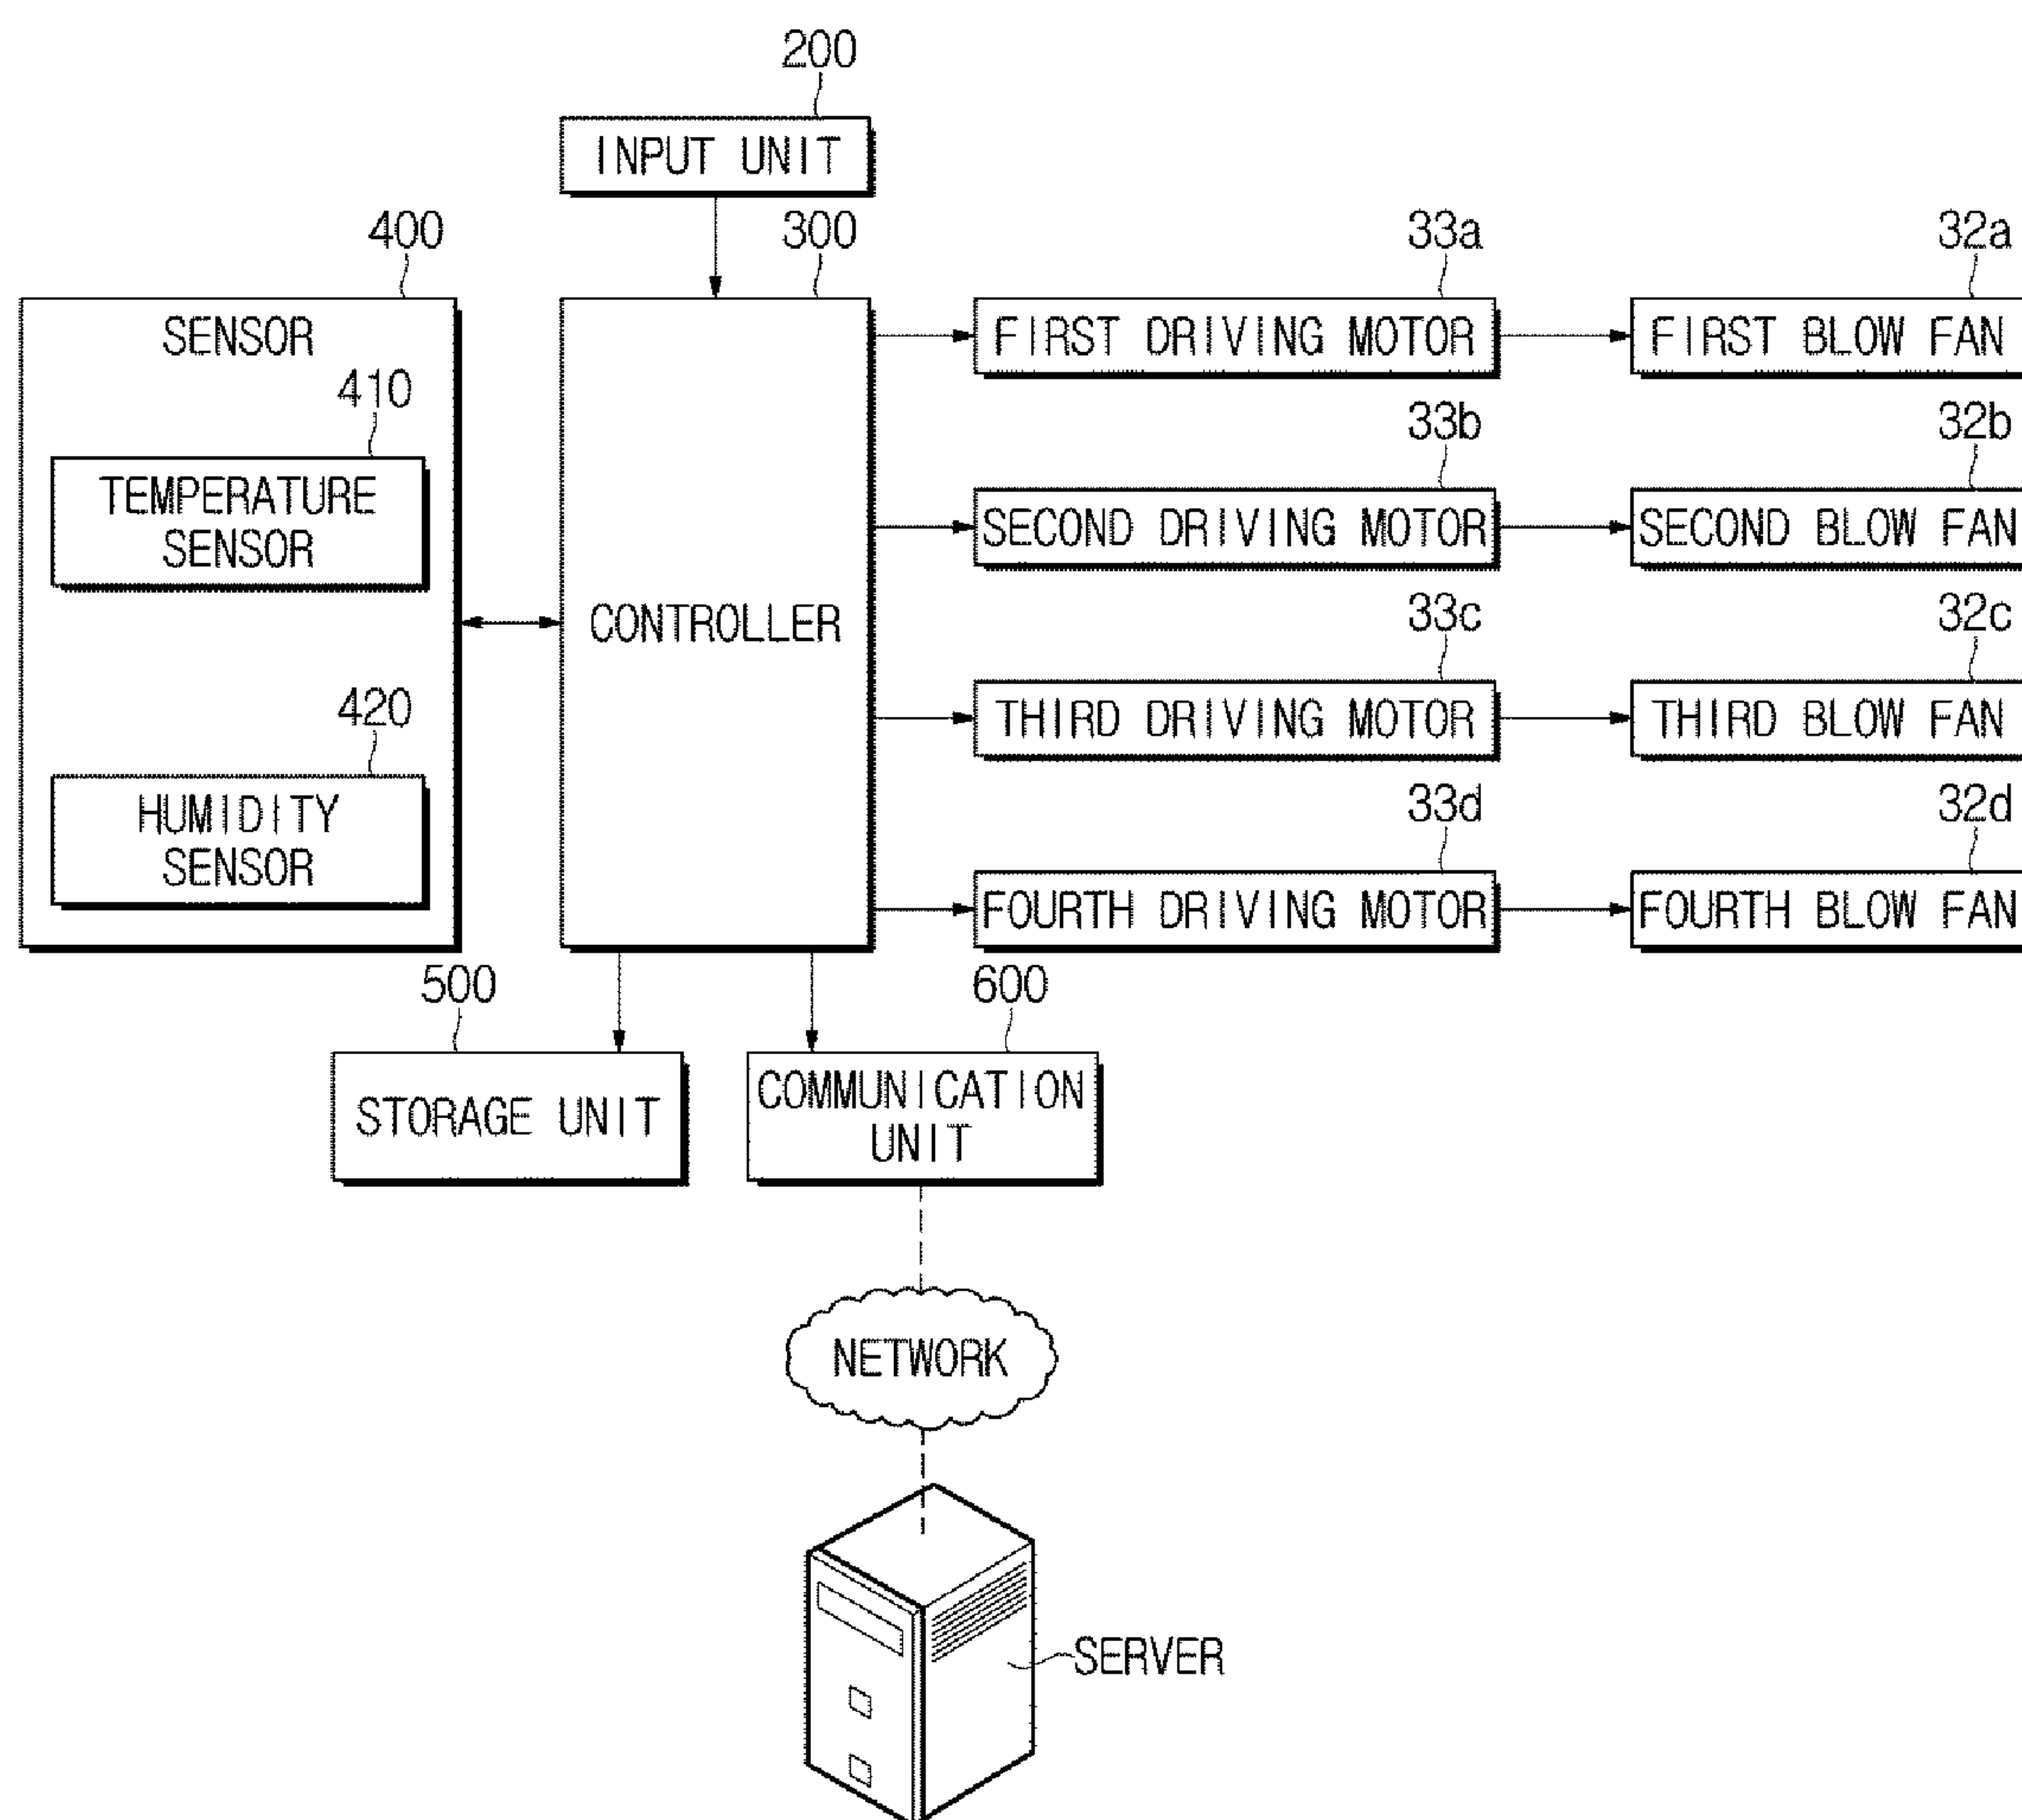 200
INPUT UNIT
400
300
33a
32a
SENSOR
FIRST DRIVING MOTOR
FIRST BLOW FAN
410
33b
32b
TEMPERATURE
SENSOR
SECOND DRIVING MOTOR
SECOND BLOW FAN
CONTROLLER
33c
32c
420
THIRD DRIVING MOTOR
THIRD BLOW FAN
HUMIDITY
SENSOR
33d
32d
FOURTH DRIVING MOTOR
FOURTH BLOW FAN
500
600
STORAGE UNIT
COMMUNICATION
UNIT
NETWORK
SERVER